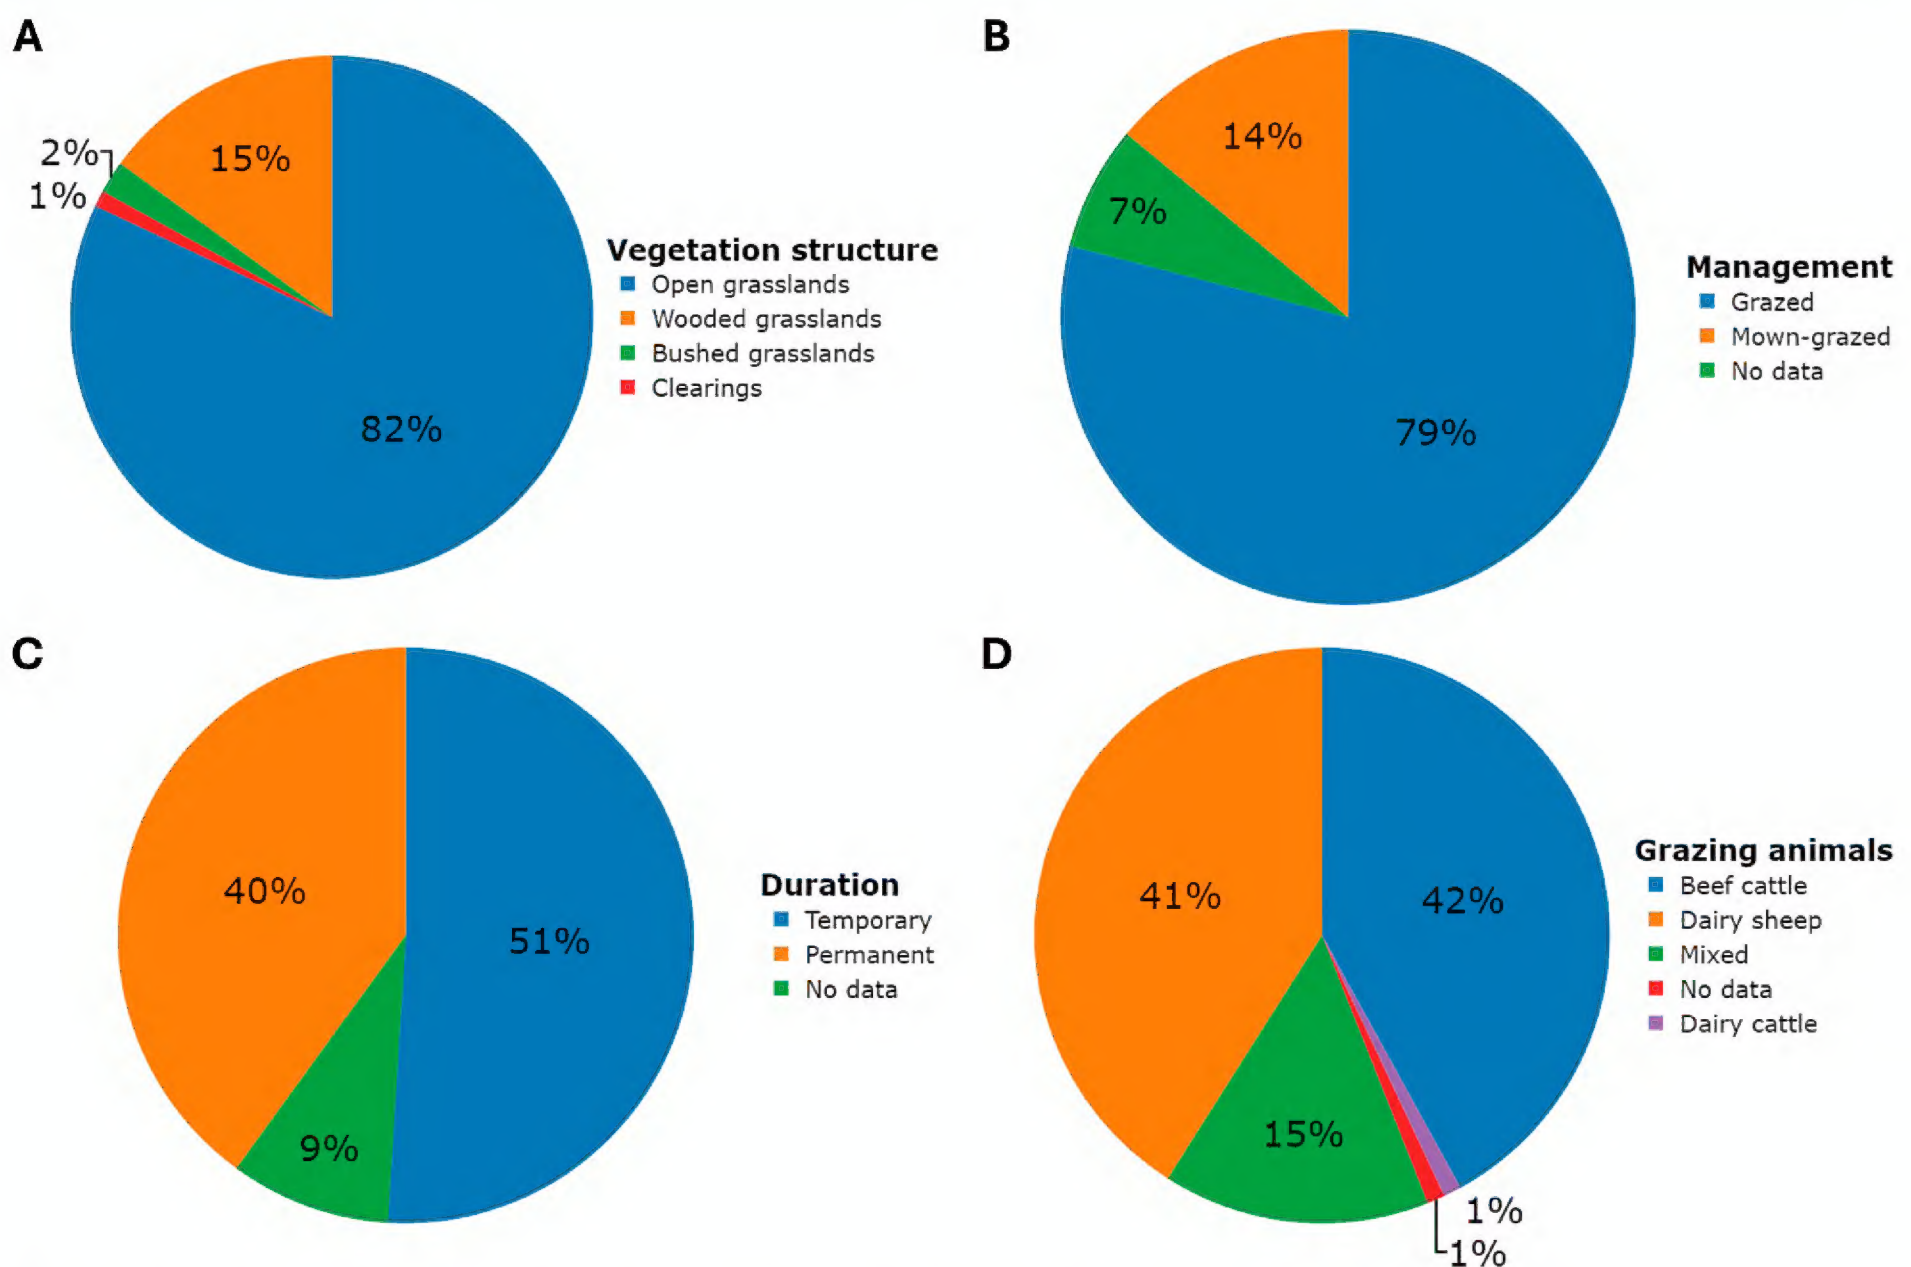 A
15%
2%
1%
82%
Vegetation structure
Open grasslands
Wooded grasslands
Bushed grasslands
Clearings
B
14%
7%
79%
Management
Grazed
Mown-grazed
No data
C
40%
51%
9%
Duration
Temporary
Permanent
No data
D
41%
42%
15%
1%
1%
Grazing animals
Beef cattle
Dairy sheep
Mixed
No data
Dairy cattle